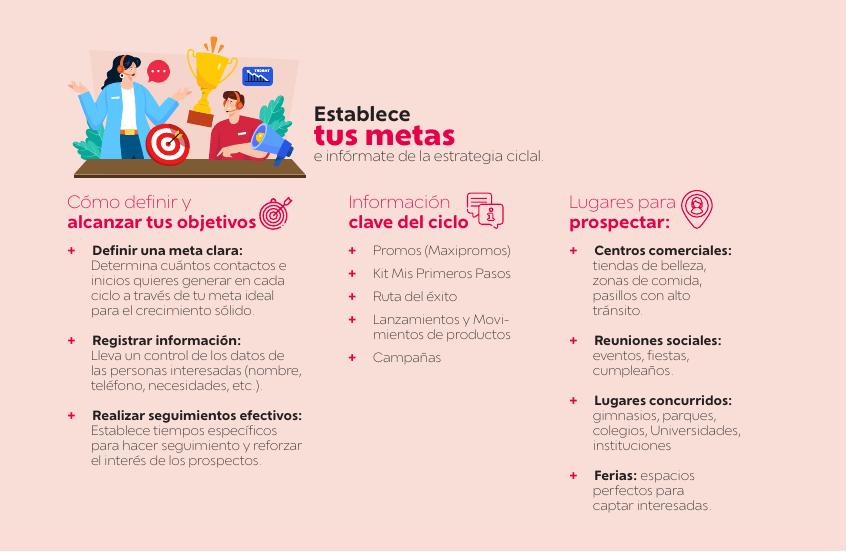 TRIDENT
Establece
tus metas
e infórmate de la estrategia ciclal.
Cómo definir y
alcanzar tus objetivos
+ Definir una meta clara:
Determina cuántos contactos e
inicios quieres generar en cada
ciclo a través de tu meta ideal
para el crecimiento sólido.
+ Registrar información:
Lleva un control de los datos de
las personas interesadas (nombre,
teléfono, necesidades, etc.).
+ Realizar seguimientos efectivos:
Establece tiempos específicos
para hacer seguimiento y reforzar
el interés de los prospectos.
Información
clave del ciclo
+ Promos (Maxipromos)
+ Kit Mis Primeros Pasos
+ Ruta del éxito
+ Lanzamientos y Movi-
mientos de productos
+ Campañas
Lugares para
prospectar:
+ Centros comerciales:
tiendas de belleza,
zonas de comida,
pasillos con alto
tránsito.
+ Reuniones sociales:
eventos, fiestas,
cumpleaños.
+ Lugares concurridos:
gimnasios, parques,
colegios, Universidades,
instituciones
+ Ferias: espacios
perfectos para
captar interesadas.